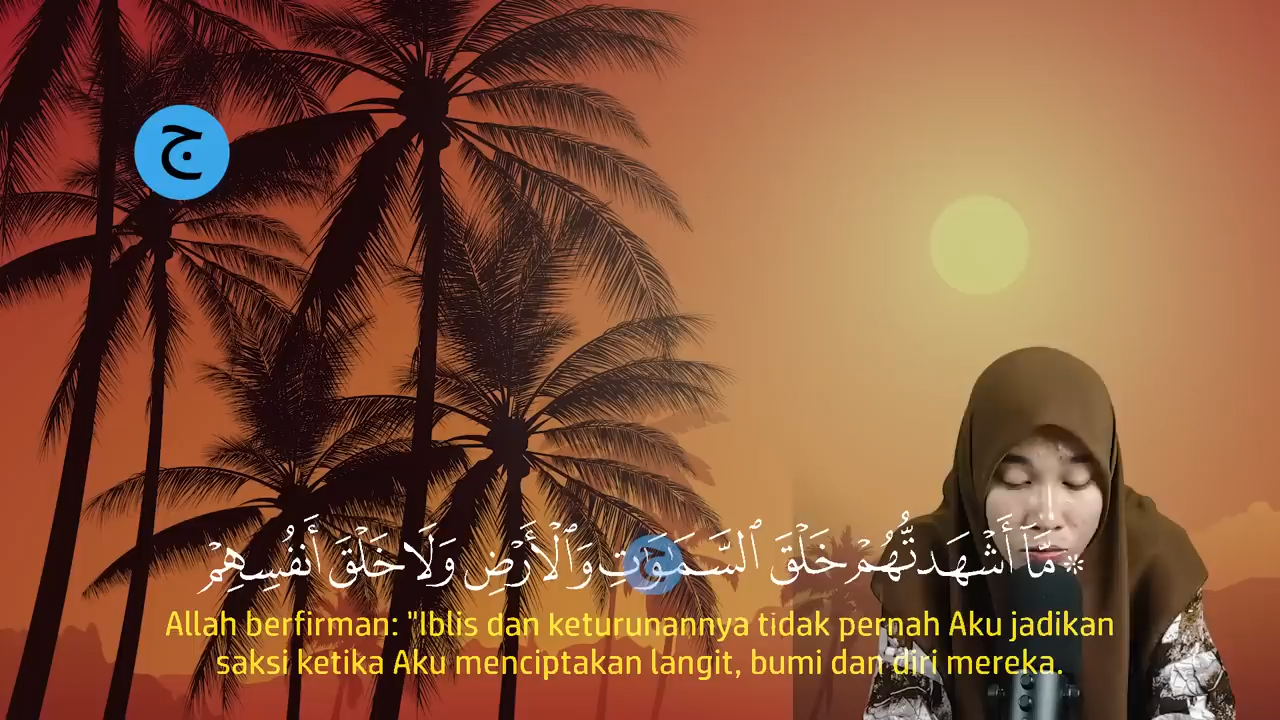 ج
۞ مَّآ أَشْهَدتُّهُمْ خَلْقَ ٱلسَّمَـٰوَٰتِ وَٱلْأَرْضِ وَلَا خَلْقَ أَنفُسِهِمْ
ج
Allah berfirman: "Iblis dan keturunannya tidak pernah Aku jadikan
saksi ketika Aku menciptakan langit, bumi dan diri mereka.